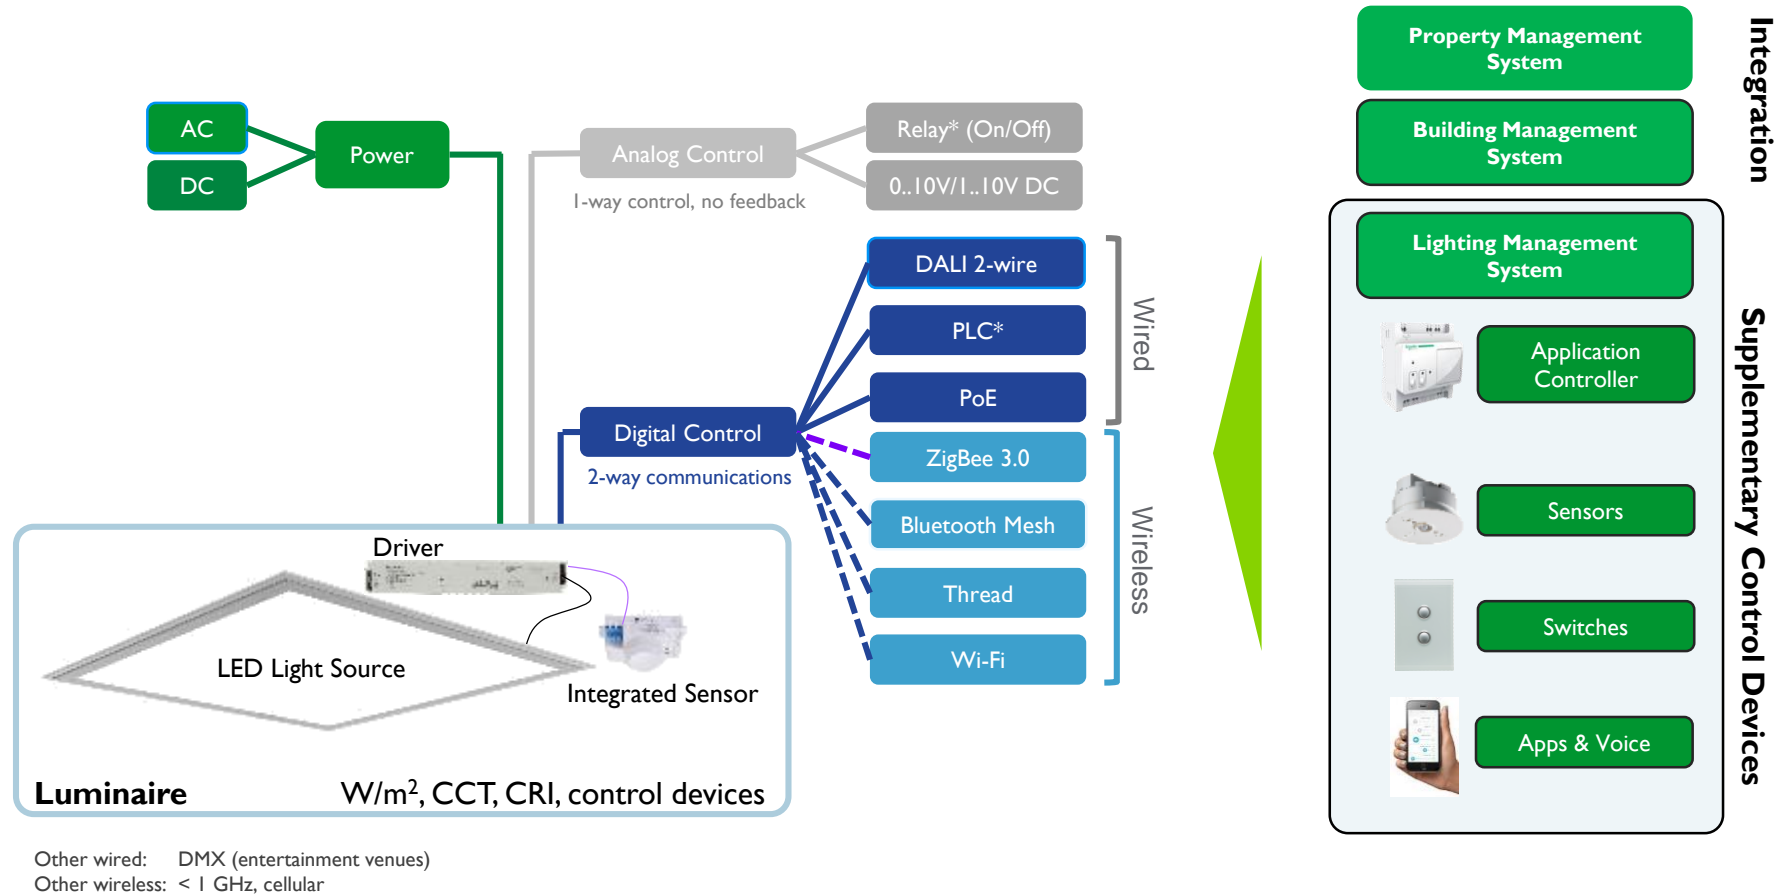 AC
DC
Power
Analog Control
1-way control, no feedback
Relay* (On/Off)
0..10V/1..10V DC
DALI 2-wire
PLC*
PoE
Wired
Digital Control
2-way communications
ZigBee 3.0
Bluetooth Mesh
Thread
Wi-Fi
Wireless
Driver
LED Light Source
Integrated Sensor
Luminaire
W/m², CCT, CRI, control devices
Other wired: DMX (entertainment venues)
Other wireless: < 1 GHz, cellular
Property Management
System
Building Management
System
Integration
Lighting Management
System
Application
Controller
Sensors
Switches
Apps & Voice
Supplementary Control Devices